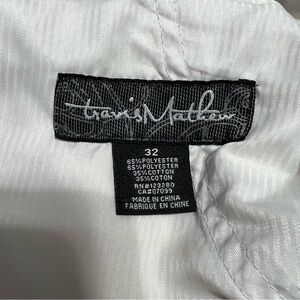 travisMathew
32
65%POLYESTER
65%POLYESTER
35%COTTON
35%COTON
RN#123280
CA#07099
MADE IN CHINA
FABRIQUE EN CHINE